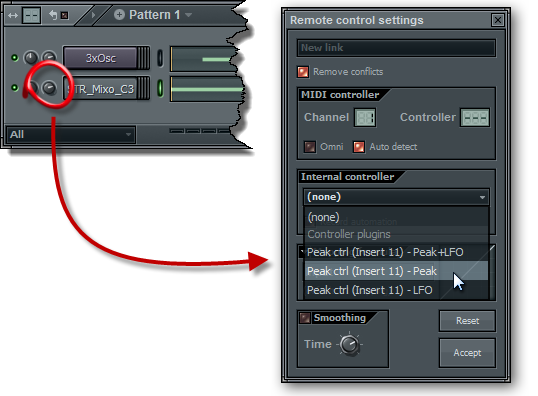 Pattern 1
3xOsc
STR_Mixo_C3
All
Remote control settings
New link
Remove conflicts
MIDI controller
Channel Controller ---
Omni Auto detect
Internal controller
(none)
(none)
Controller plugins
Peak ctrl (Insert 11) - Peak+LFO
Peak ctrl (Insert 11) - Peak
Peak ctrl (Insert 11) - LFO
Smoothing
Time
Reset
Accept